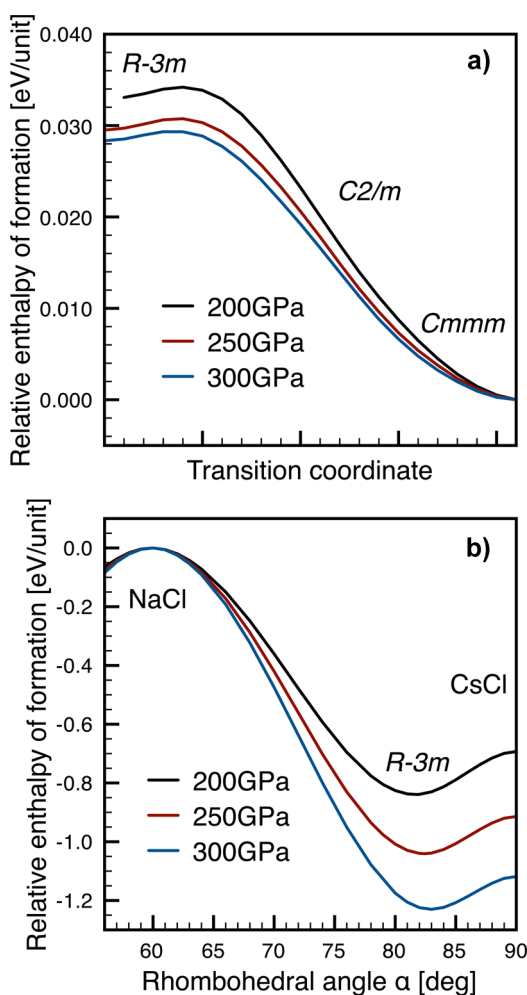 Relative enthalpy of formation [eV/unit]
0.040
0.030
0.020
0.010
0.000
R-3m
a)
C2/m
Cmmm
200GPa
250GPa
300GPa
Transition coordinate
Relative enthalpy of formation [eV/unit]
0.0
-0.2
-0.4
-0.6
-0.8
-1.0
-1.2
b)
NaCl
CsCl
R-3m
200GPa
250GPa
300GPa
60 65 70 75 80 85 90
Rhombohedral angle α [deg]